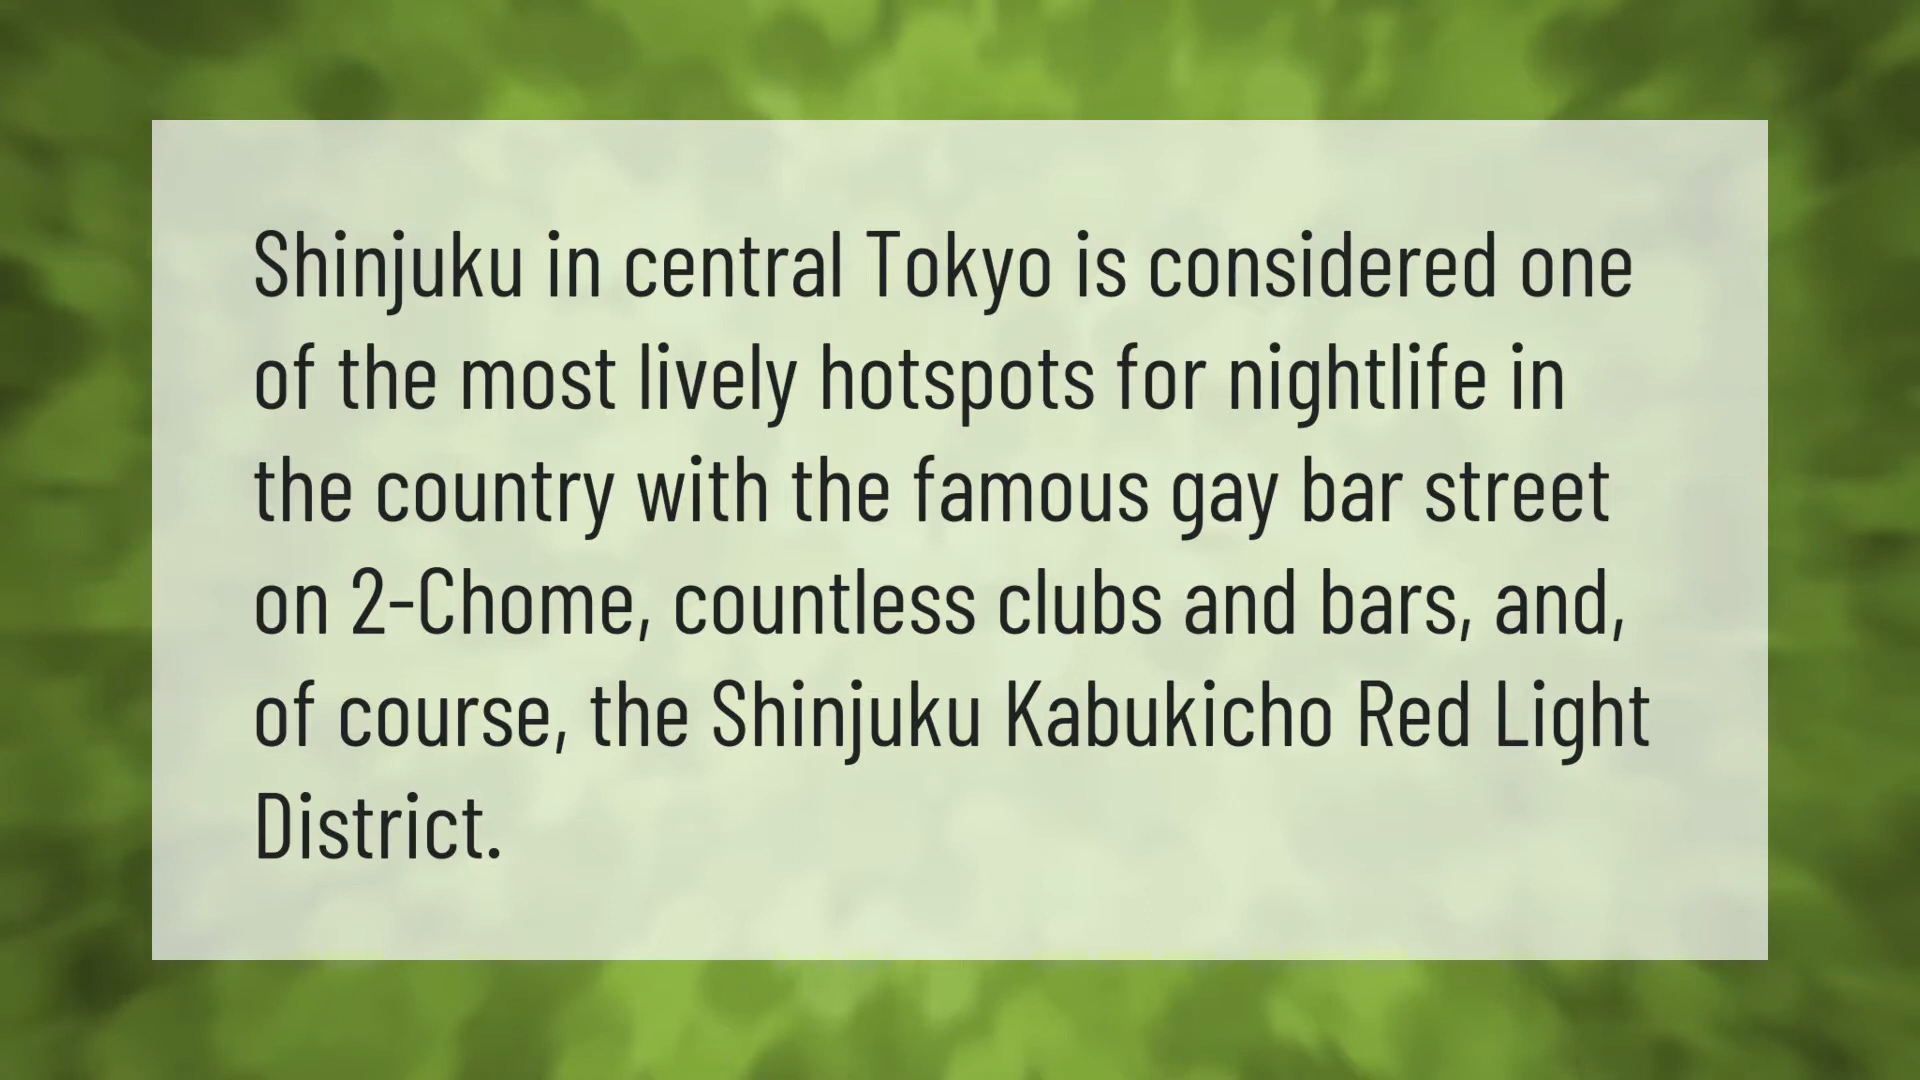 Shinjuku in central Tokyo is considered one
of the most lively hotspots for nightlife in
the country with the famous gay bar street
on 2-Chome, countless clubs and bars, and,
of course, the Shinjuku Kabukicho Red Light
District.